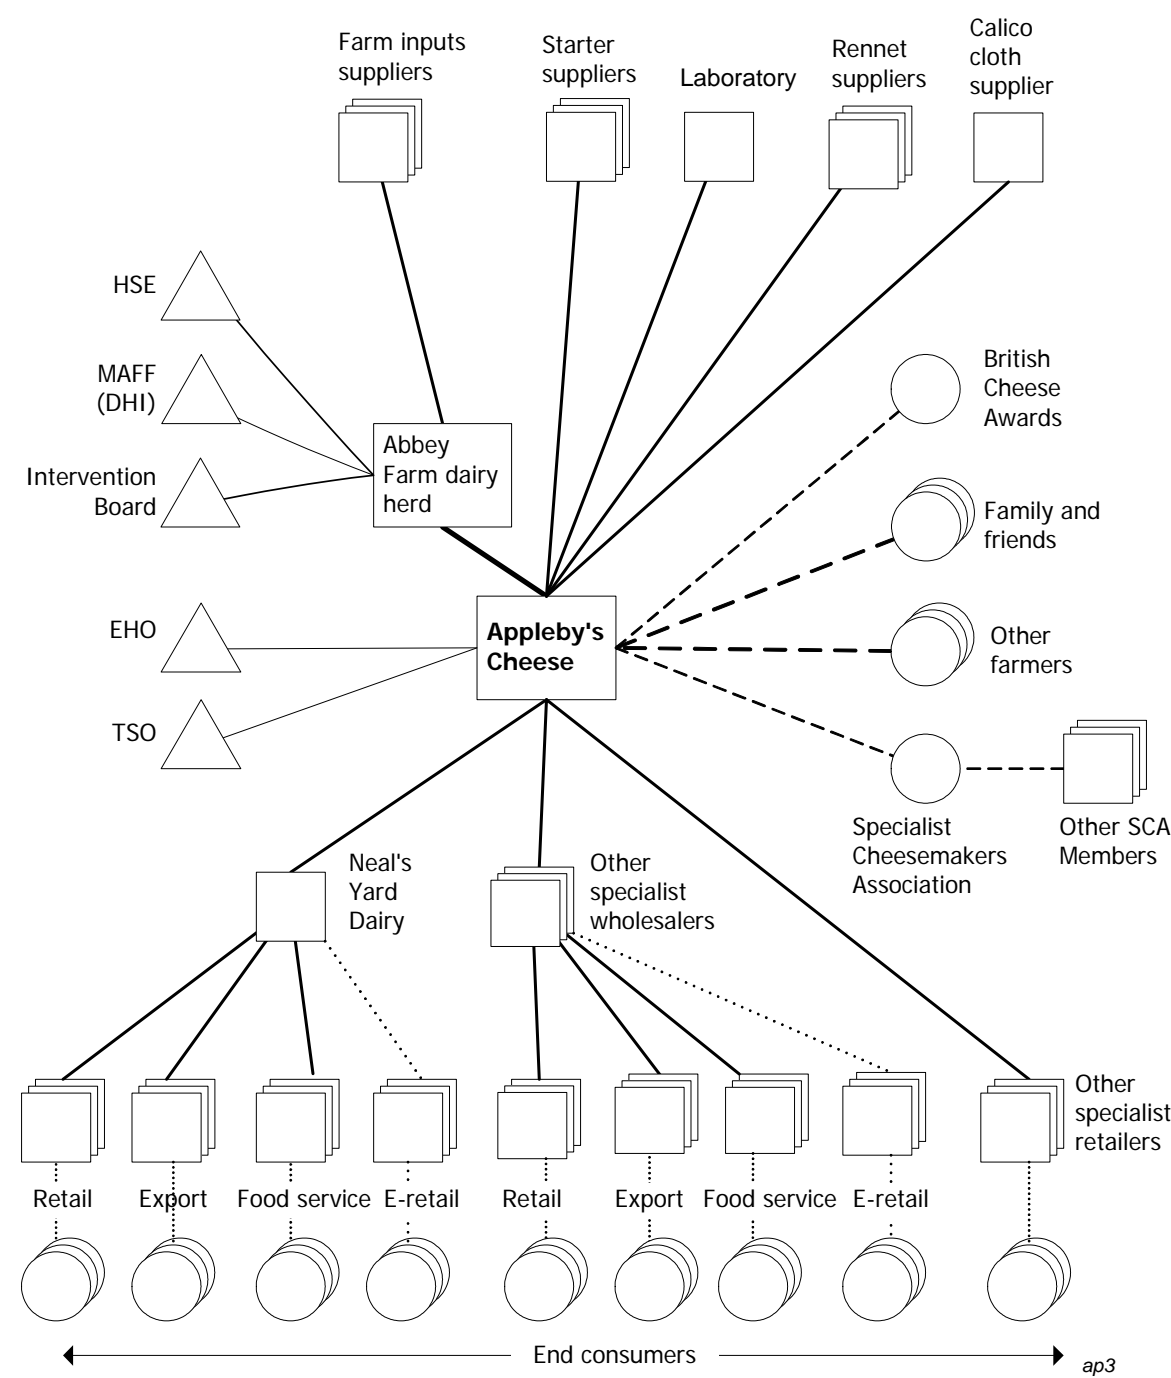 Farm inputs
suppliers
Starter
suppliers
Laboratory
Rennet
suppliers
Calico
cloth
supplier
HSE
MAFF
(DHI)
Intervention
Board
Abbey
Farm dairy
herd
British
Cheese
Awards
Family and
friends
EHO
TSO
Appleby's
Cheese
Other
farmers
Specialist
Cheesemakers
Association
Other SCA
Members
Neal's
Yard
Dairy
Other
specialist
wholesalers
Other
specialist
retailers
Retail
Export
Food service
E-retail
Retail
Export
Food service
E-retail
End consumers
ap3